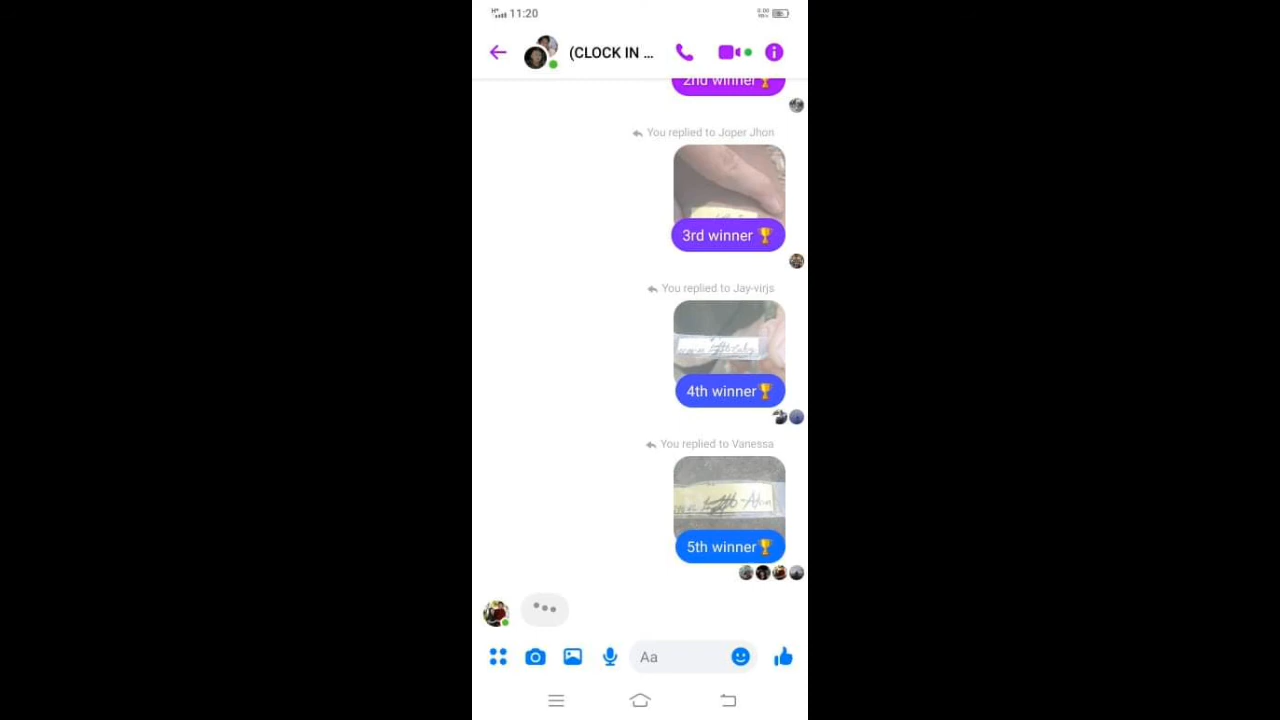 11:20
(CLOCK IN ...
2nd winner🏆
You replied to Joper Jhon
3rd winner 🏆
You replied to Jay-virjs
4th winner🏆
You replied to Vanessa
5th winner🏆
Aa